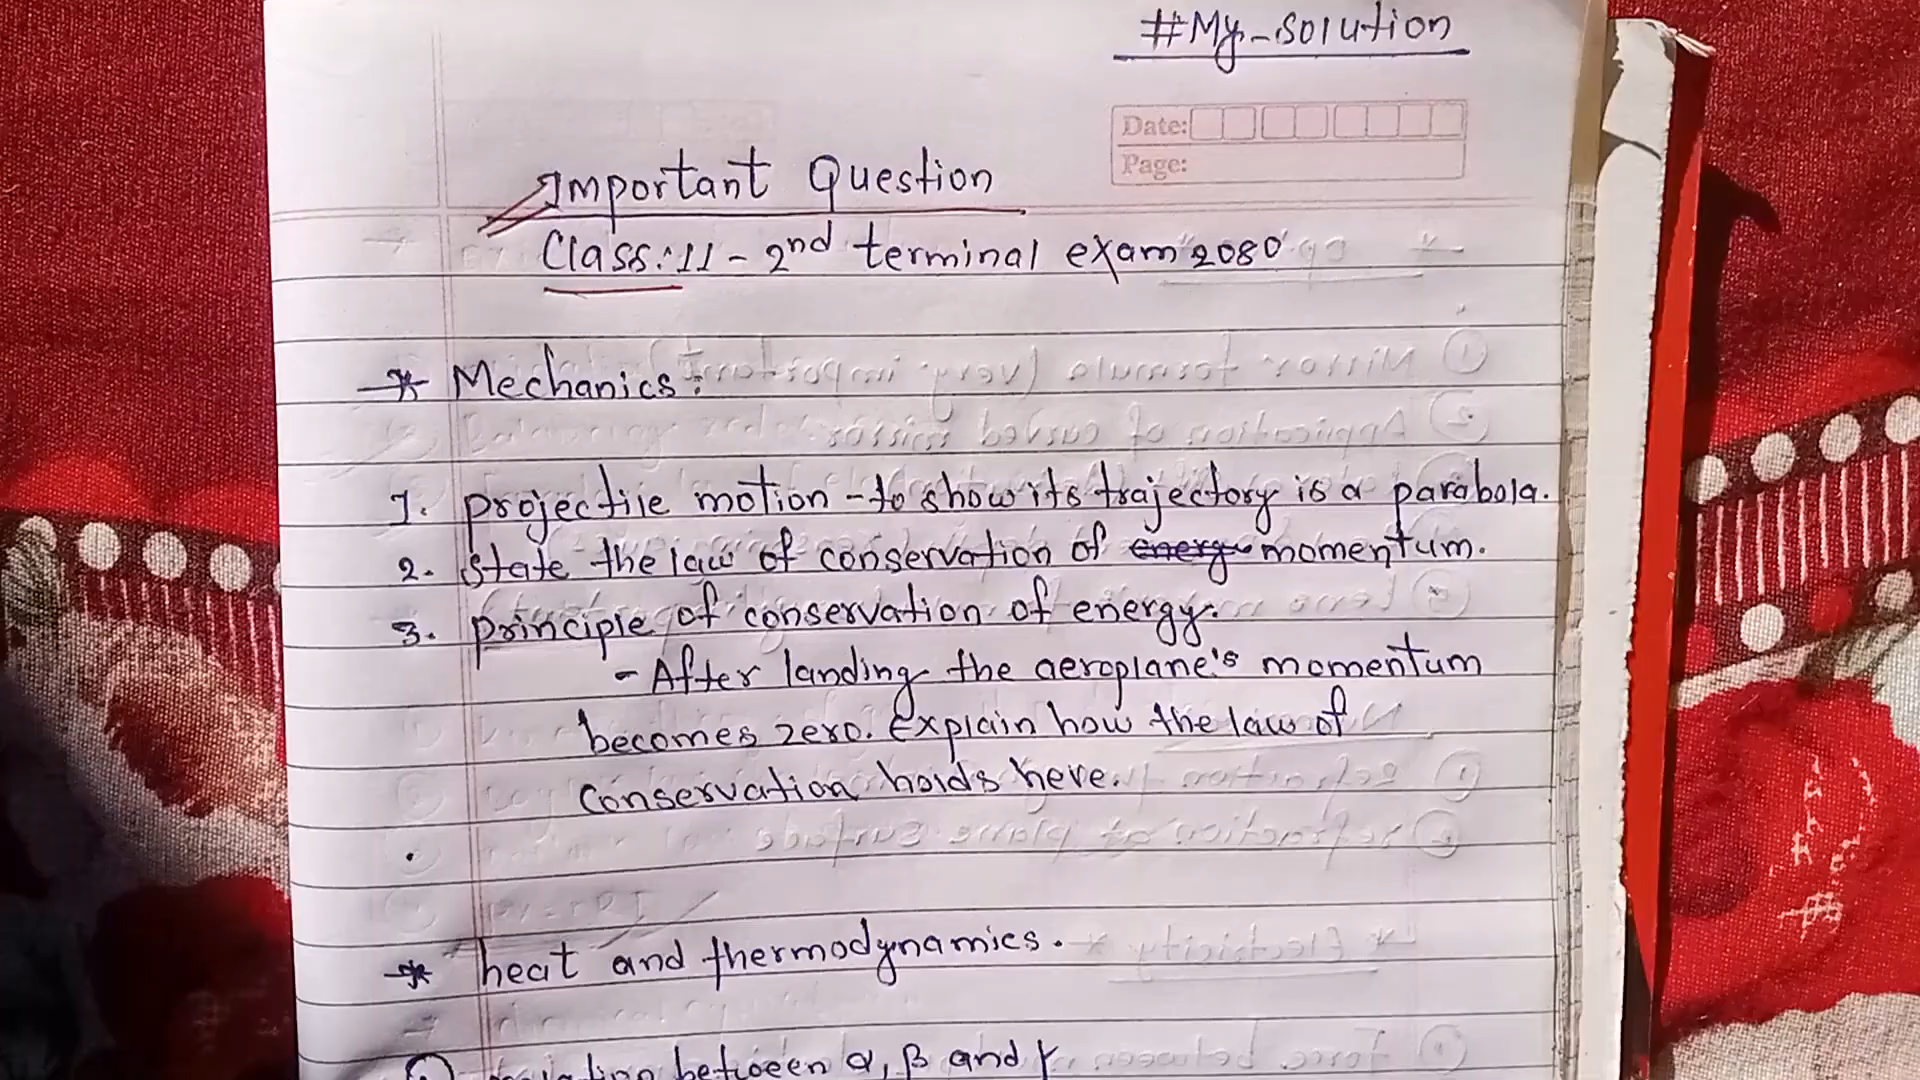 #My-solution
Date:
Page:
Important Question
Class:11 - 2nd terminal exam 2080
* Mechanics:
1. projectile motion - to show its trajectory is a parabola.
2. State the law of conservation of energy momentum.
3. principle of conservation of energy.
- After landing the aeroplane's momentum
becomes zero. Explain how the law of
conservation holds here.
* heat and thermodynamics.
relation between α, β and γ